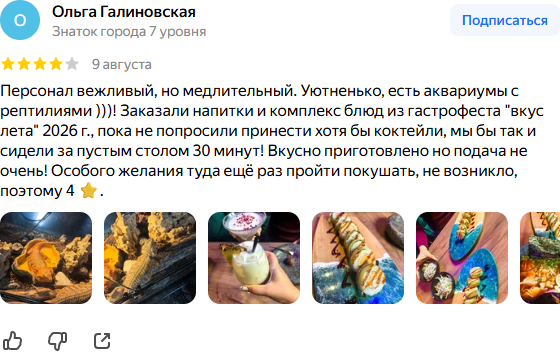 О
Ольга Галиновская
Знаток города 7 уровня
Подписаться
9 августа
Персонал вежливый, но медлительный. Уютненько, есть аквариумы с
рептилиями )))! Заказали напитки и комплекс блюд из гастрофеста "вкус
лета" 2026 г., пока не попросили принести хотя бы коктейли, мы бы так и
сидели за пустым столом 30 минут! Вкусно приготовлено но подача не
очень! Особого желания туда ещё раз пройти покушать, не возникло,
поэтому 4 ⭐ .